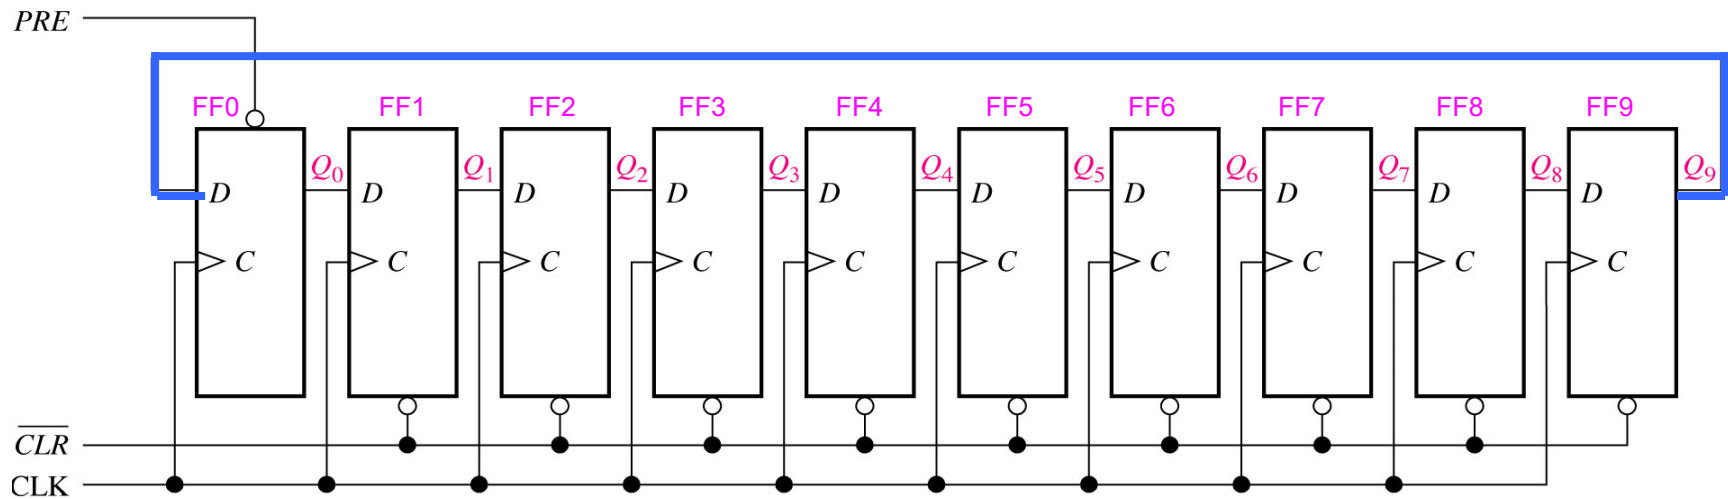 PRE
FF0 FF1 FF2 FF3 FF4 FF5 FF6 FF7 FF8 FF9
Q₀ Q₁ Q₂ Q₃ Q₄ Q₅ Q₆ Q₇ Q₈ Q₉
D D D D D D D D D D
C C C C C C C C C C
C̅L̅R̅
CLK